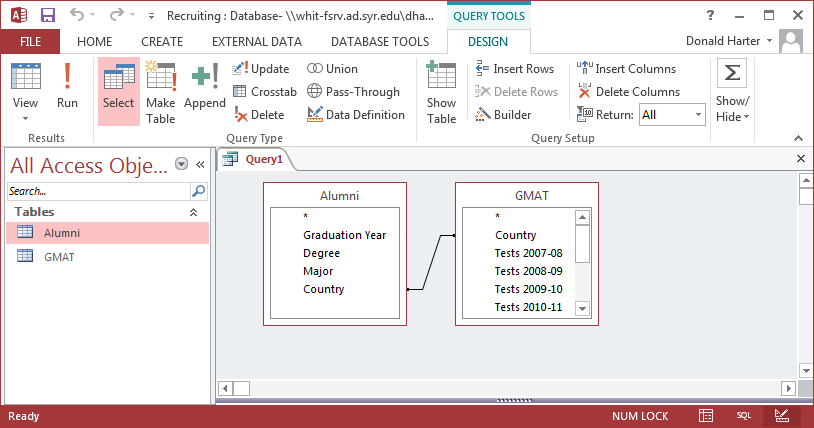 Recruiting : Database- \\whit-fsrv.ad.syr.edu\dha...
QUERY TOOLS
FILE HOME CREATE EXTERNAL DATA DATABASE TOOLS DESIGN Donald Harter
View Run Select Make Table Append Update Crosstab Delete Union Pass-Through Data Definition Show Table Insert Rows Delete Rows Builder Insert Columns Delete Columns Return: All Show/ Hide
Results Query Type Query Setup
All Access Obje...
Search...
Tables
Alumni
GMAT
Query1
Alumni
*
Graduation Year
Degree
Major
Country
GMAT
*
Country
Tests 2007-08
Tests 2008-09
Tests 2009-10
Tests 2010-11
Ready NUM LOCK SQL